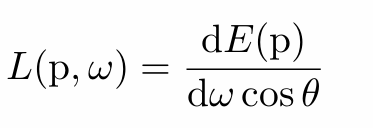 L(p, ω) = dE(p) / dω cos θ